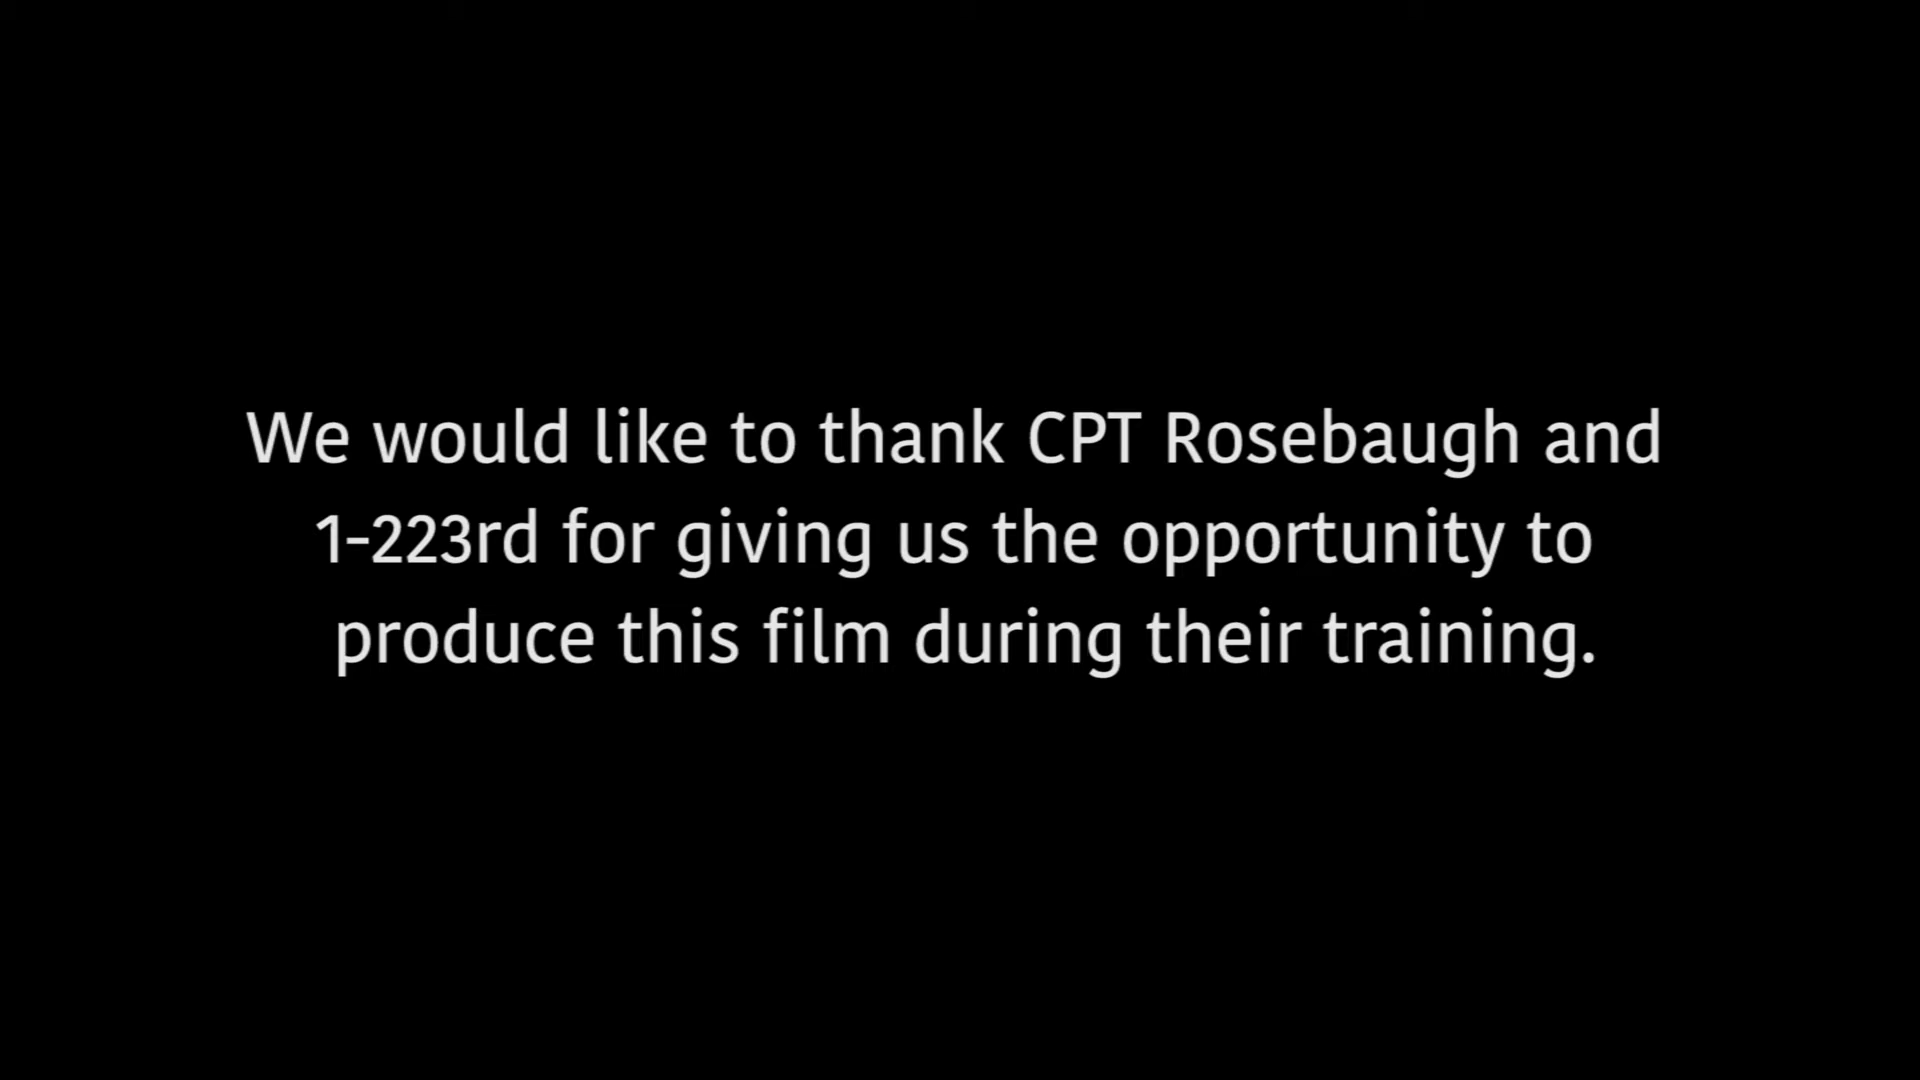 We would like to thank CPT Rosebaugh and
1-223rd for giving us the opportunity to
produce this film during their training.